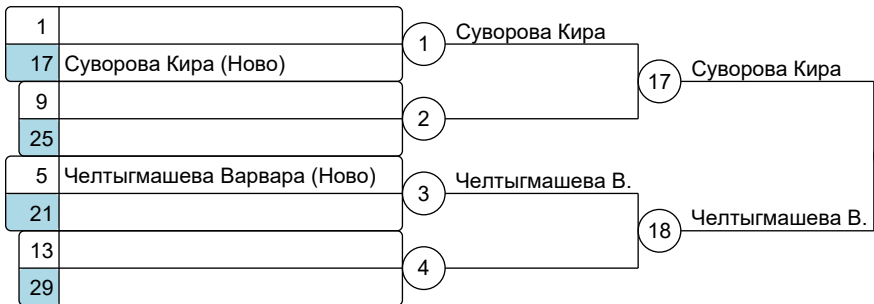 1
17 Суворова Кира (Ново)
1 Суворова Кира
9
25
2
17 Суворова Кира
5 Челтыгмашева Варвара (Ново)
21
3 Челтыгмашева В.
13
29
4
18 Челтыгмашева В.